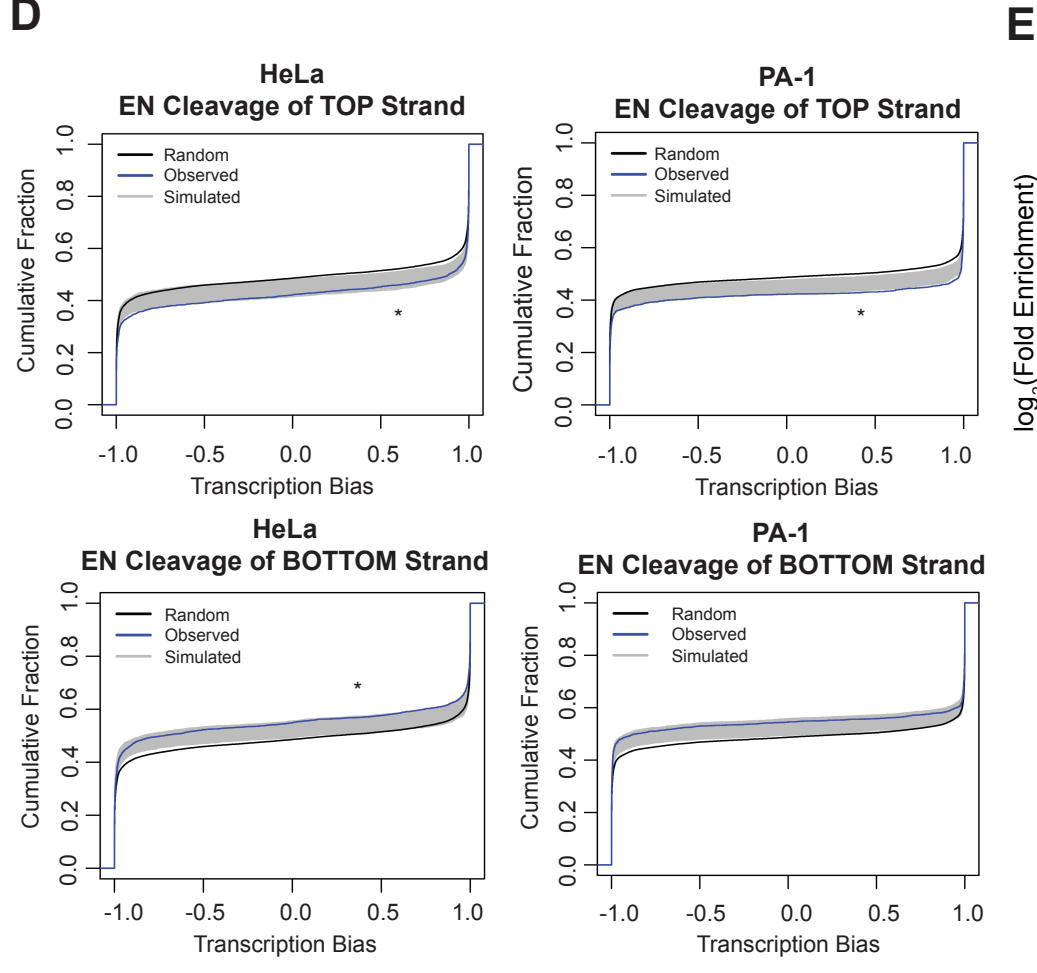 D
E
HeLa
EN Cleavage of TOP Strand
Cumulative Fraction
1.0
0.8
0.6
0.4
0.2
0.0
Random
Observed
Simulated
*
-1.0 -0.5 0.0 0.5 1.0
Transcription Bias
PA-1
EN Cleavage of TOP Strand
Cumulative Fraction
1.0
0.8
0.6
0.4
0.2
0.0
Random
Observed
Simulated
*
-1.0 -0.5 0.0 0.5 1.0
Transcription Bias
log2(Fold Enrichment)
HeLa
EN Cleavage of BOTTOM Strand
Cumulative Fraction
1.0
0.8
0.6
0.4
0.2
0.0
Random
Observed
Simulated
*
-1.0 -0.5 0.0 0.5 1.0
Transcription Bias
PA-1
EN Cleavage of BOTTOM Strand
Cumulative Fraction
1.0
0.8
0.6
0.4
0.2
0.0
Random
Observed
Simulated
-1.0 -0.5 0.0 0.5 1.0
Transcription Bias